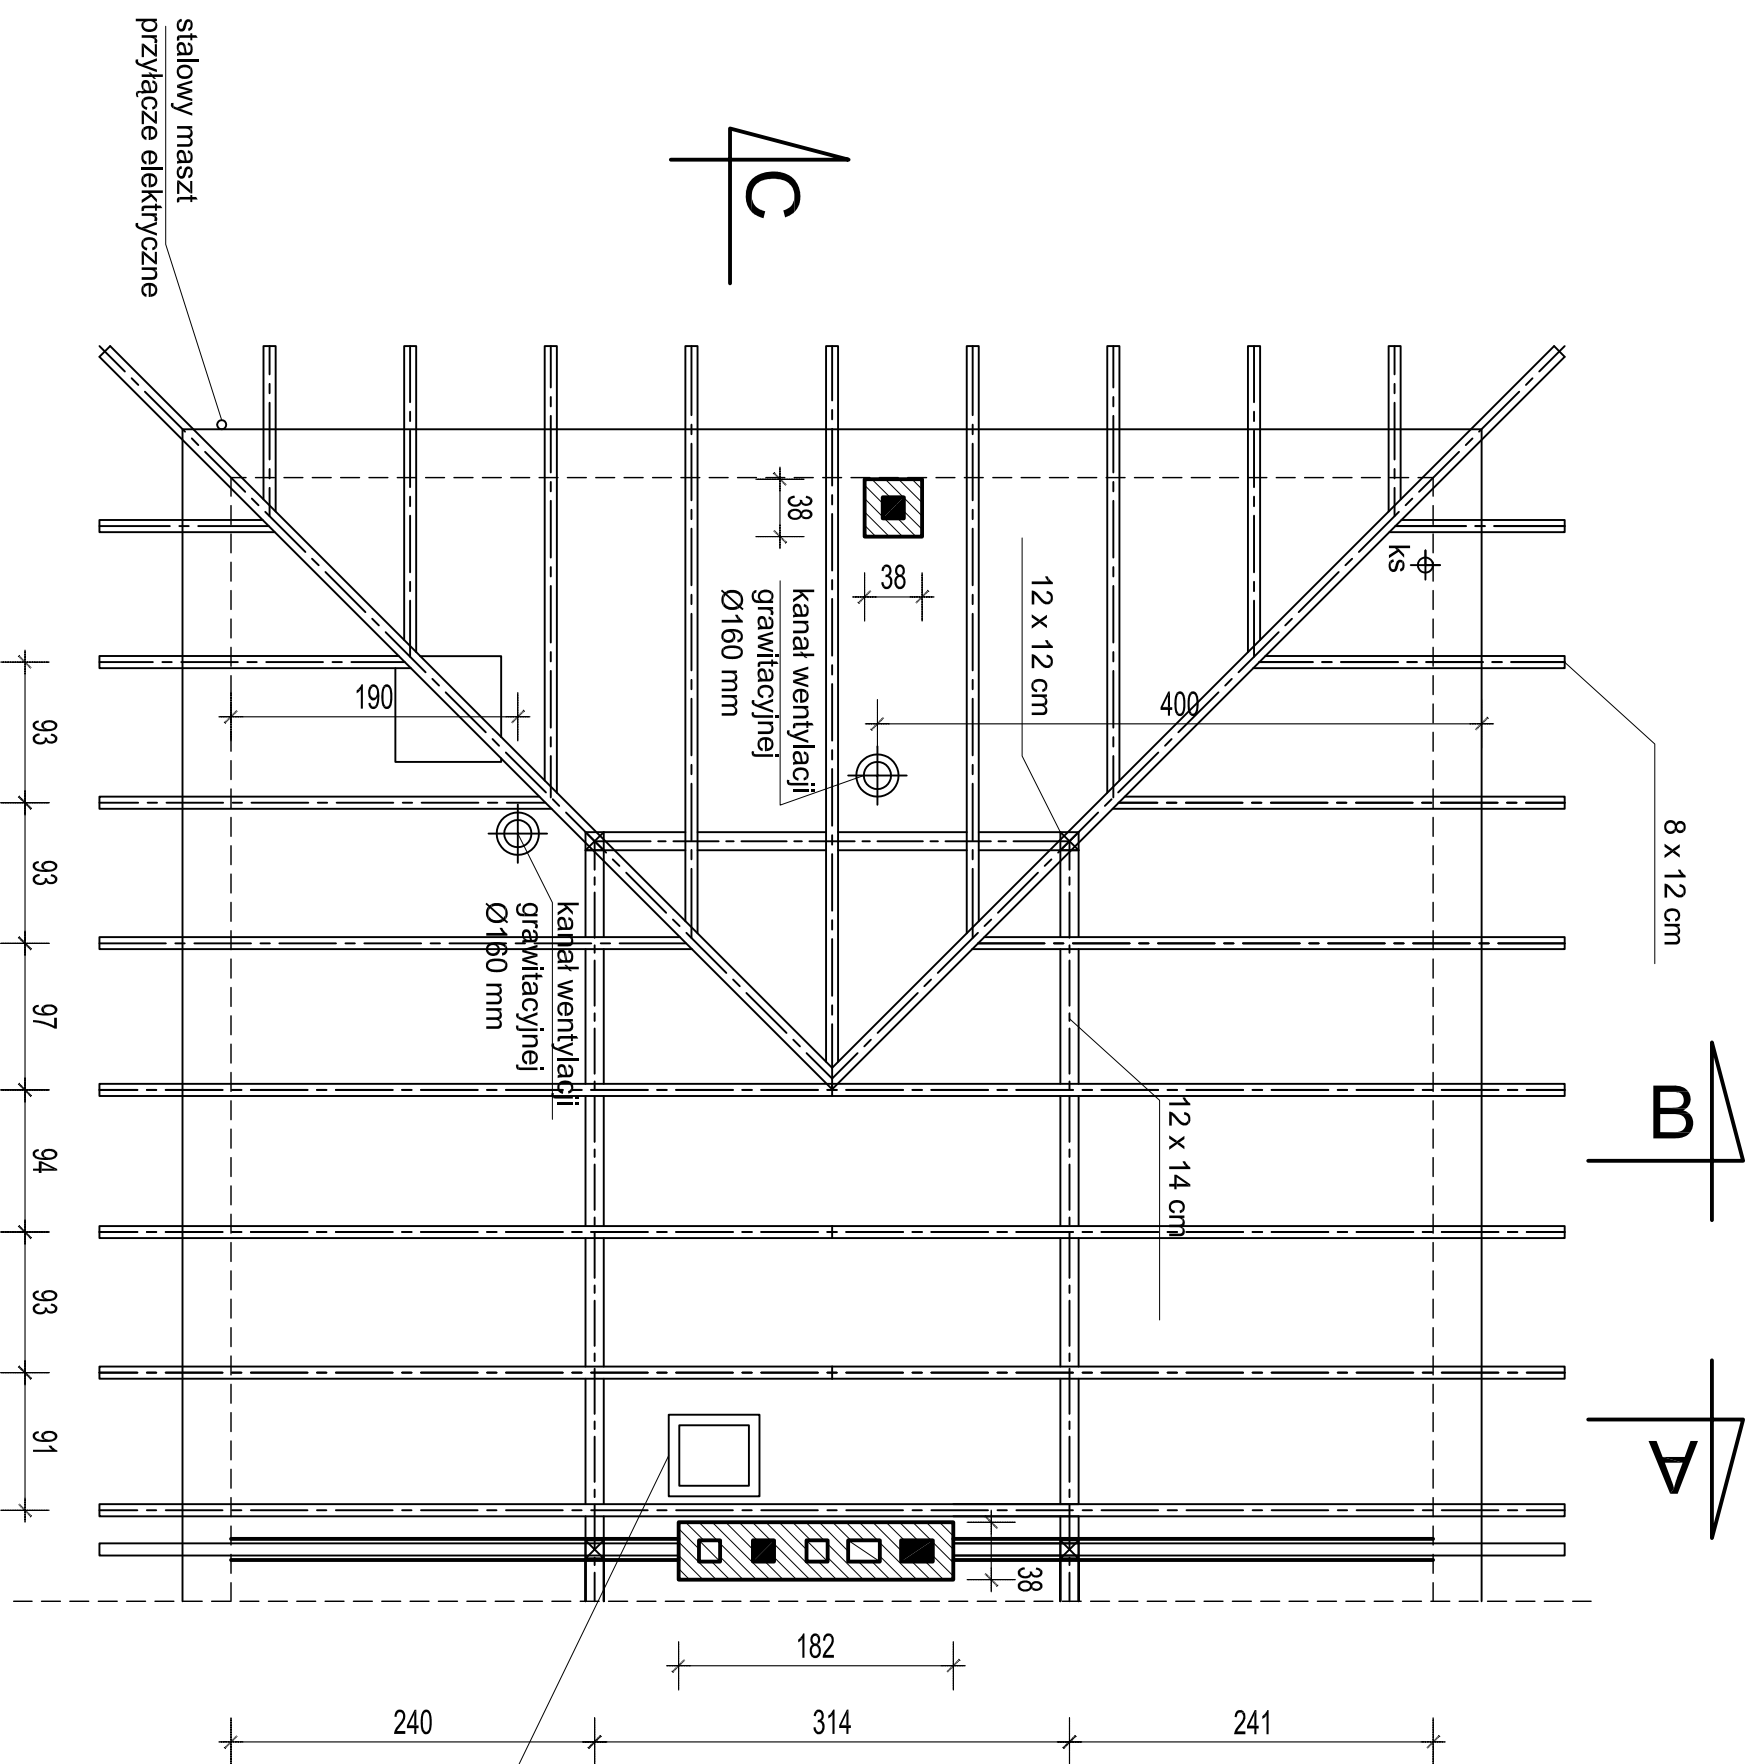 stalowy maszt
przyłącze elektryczne
C
38
38
kanał wentylacji
grawitacyjnej
Ø160 mm
12 x 12 cm
ks
190
400
8 x 12 cm
kanał wentylacji
grawitacyjnej
Ø160 mm
12 x 14 cm
B
A
93
93
97
94
93
91
38
182
240
314
241